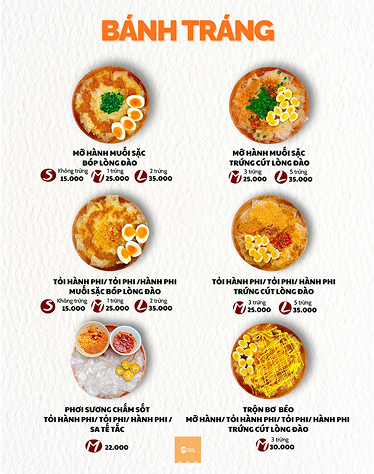 BÁNH TRÁNG
MỠ HÀNH MUỐI SẶC
BÓP LÒNG ĐÀO
S Không trứng 15.000 M 1 trứng 25.000 L 2 trứng 35.000
MỠ HÀNH MUỐI SẶC
TRỨNG CÚT LÒNG ĐÀO
M 3 trứng 25.000 L 5 trứng 35.000
TỎI HÀNH PHI/ TỎI PHI /HÀNH PHI
MUỐI SẶC BÓP LÒNG ĐÀO
S Không trứng 15.000 M 1 trứng 25.000 L 2 trứng 35.000
TỎI HÀNH PHI/ TỎI PHI/ HÀNH PHI
TRỨNG CÚT LÒNG ĐÀO
M 3 trứng 25.000 L 5 trứng 35.000
PHƠI SƯƠNG CHẤM SỐT
TỎI HÀNH PHI/ TỎI PHI/ HÀNH PHI /
SA TẾ TẮC
M 22.000
TRỘN BƠ BÉO
MỠ HÀNH/ TỎI HÀNH PHI/ TỎI PHI/ HÀNH PHI
TRỨNG CÚT LÒNG ĐÀO
M 3 trứng 30.000